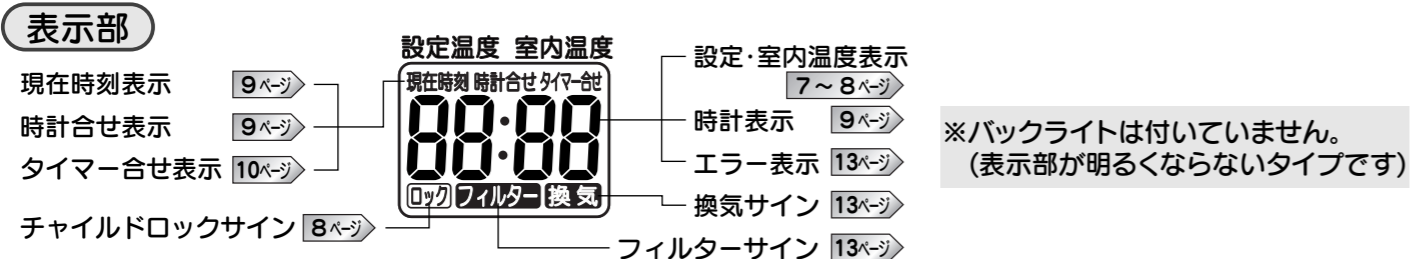 表示部
現在時刻表示 9ページ
時計合せ表示 9ページ
タイマー合せ表示 10ページ
チャイルドロックサイン 8ページ
設定温度 室内温度
現在時刻 時計合せ タイマー合せ
88:88
ロック フィルター 換気
設定・室内温度表示
7～8ページ
時計表示 9ページ
エラー表示 13ページ
換気サイン 13ページ
フィルターサイン 13ページ
※バックライトは付いていません。
(表示部が明るくならないタイプです)